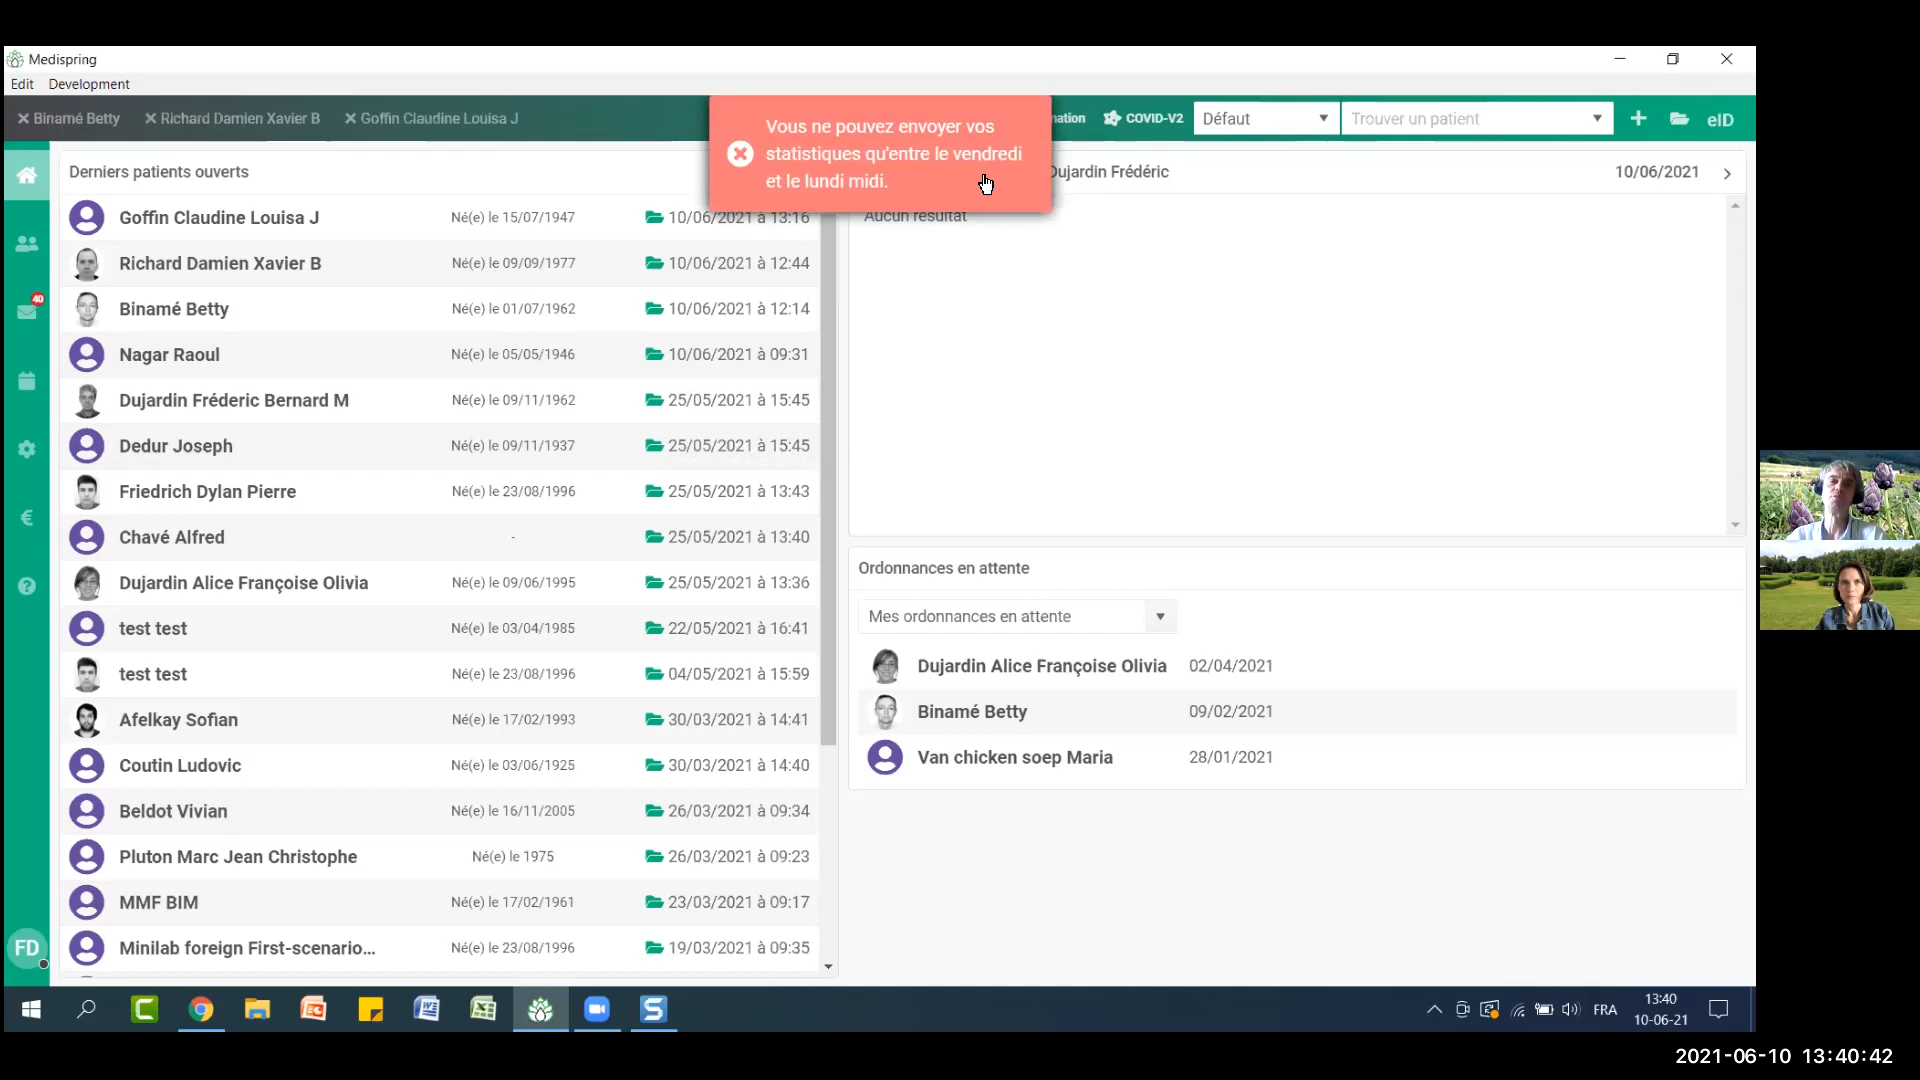 Medispring
Edit Development
Binamé Betty Richard Damien Xavier B Goffin Claudine Louisa J
mation COVID-V2 Défaut Trouver un patient eID
Vous ne pouvez envoyer vos
statistiques qu'entre le vendredi
et le lundi midi.
Derniers patients ouverts
Dujardin Frédéric 10/06/2021
Aucun résultat
Goffin Claudine Louisa J Né(e) le 15/07/1947 10/06/2021 à 13:16
Richard Damien Xavier B Né(e) le 09/09/1977 10/06/2021 à 12:44
Binamé Betty Né(e) le 01/07/1962 10/06/2021 à 12:14
Nagar Raoul Né(e) le 05/05/1946 10/06/2021 à 09:31
Dujardin Fréderic Bernard M Né(e) le 09/11/1962 25/05/2021 à 15:45
Dedur Joseph Né(e) le 09/11/1937 25/05/2021 à 15:45
Friedrich Dylan Pierre Né(e) le 23/08/1996 25/05/2021 à 13:43
Chavé Alfred - 25/05/2021 à 13:40
Dujardin Alice Françoise Olivia Né(e) le 09/06/1995 25/05/2021 à 13:36
test test Né(e) le 03/04/1985 22/05/2021 à 16:41
test test Né(e) le 23/08/1996 04/05/2021 à 15:59
Afelkay Sofian Né(e) le 17/02/1993 30/03/2021 à 14:41
Coutin Ludovic Né(e) le 03/06/1925 30/03/2021 à 14:40
Beldot Vivian Né(e) le 16/11/2005 26/03/2021 à 09:34
Pluton Marc Jean Christophe Né(e) le 1975 26/03/2021 à 09:23
MMF BIM Né(e) le 17/02/1961 23/03/2021 à 09:17
Minilab foreign First-scenario... Né(e) le 23/08/1996 19/03/2021 à 09:35
40
FD
Ordonnances en attente
Mes ordonnances en attente
Dujardin Alice Françoise Olivia 02/04/2021
Binamé Betty 09/02/2021
Van chicken soep Maria 28/01/2021
FRA
13:40
10-06-21
2021-06-10 13:40:42